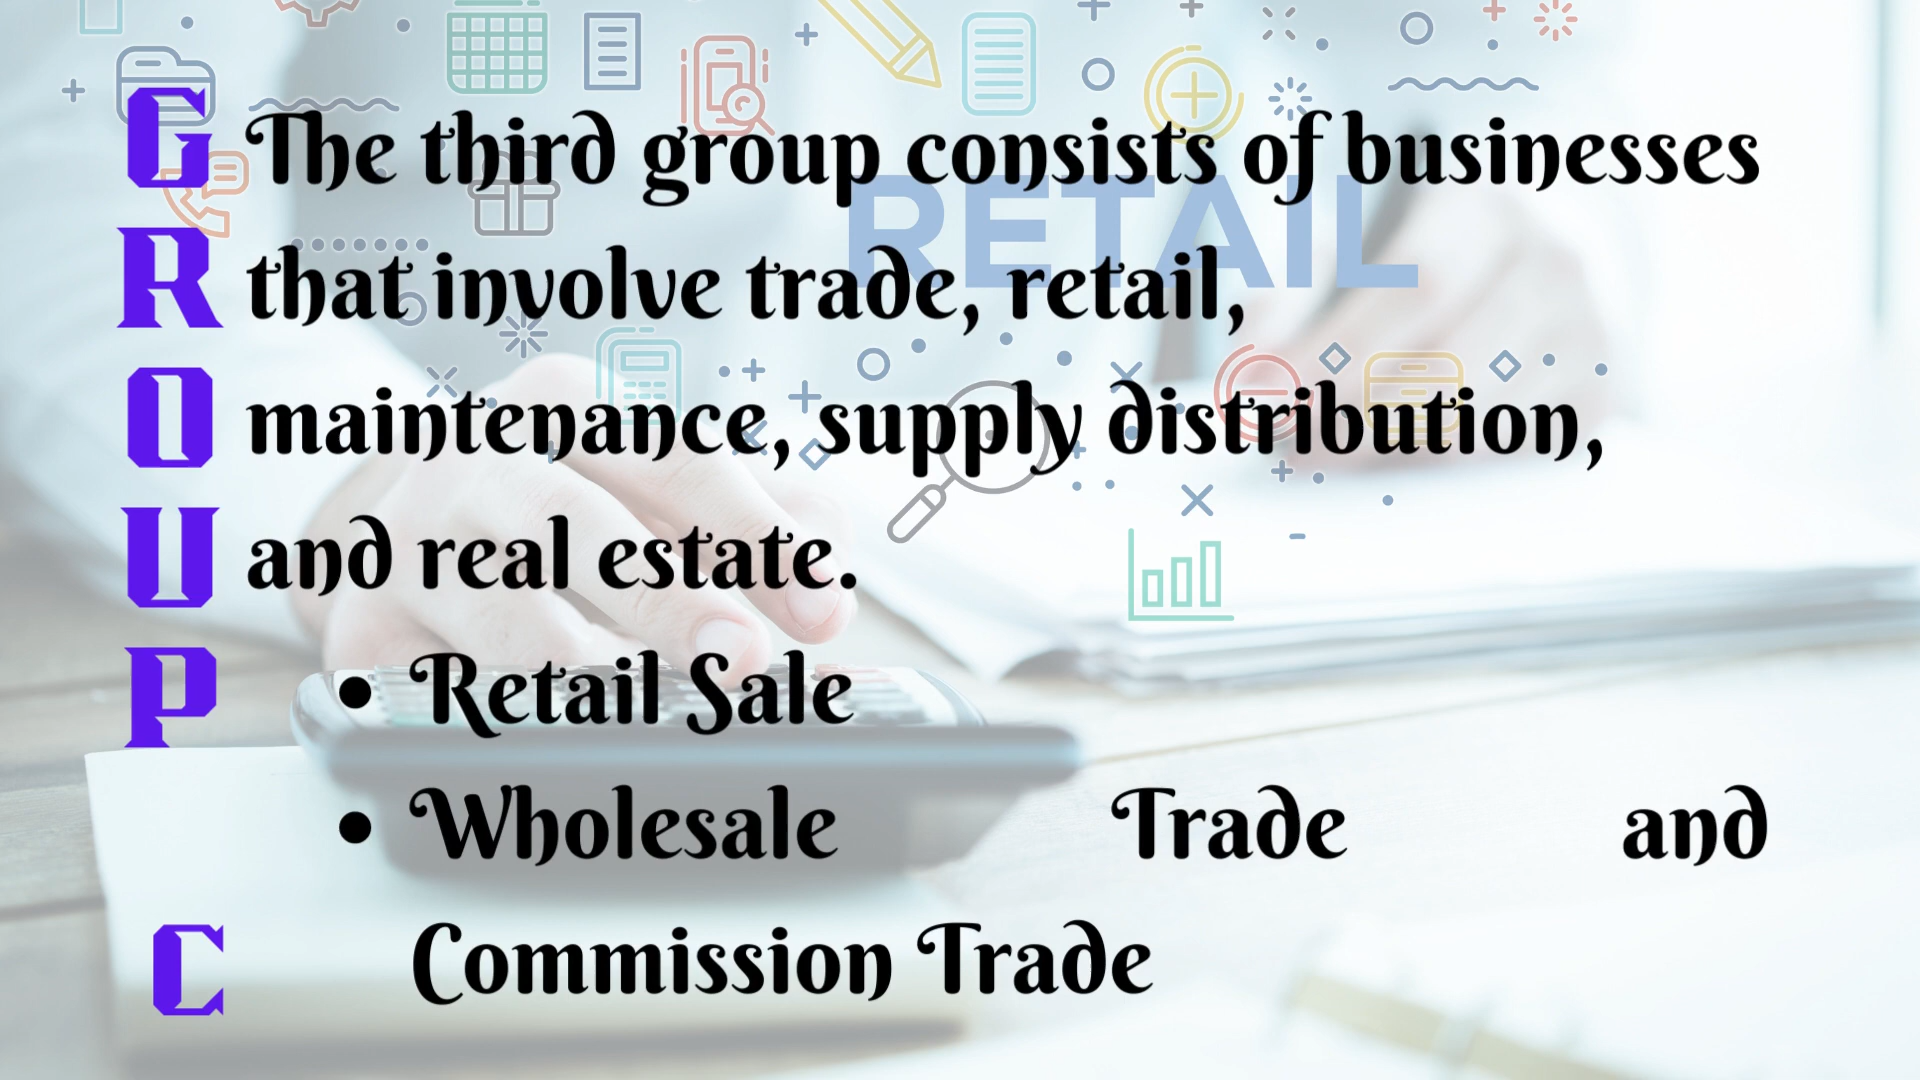 GROUP C
The third group consists of businesses
that involve trade, retail,
maintenance, supply distribution,
and real estate.
• Retail Sale
• Wholesale Trade and
Commission Trade
RETAIL